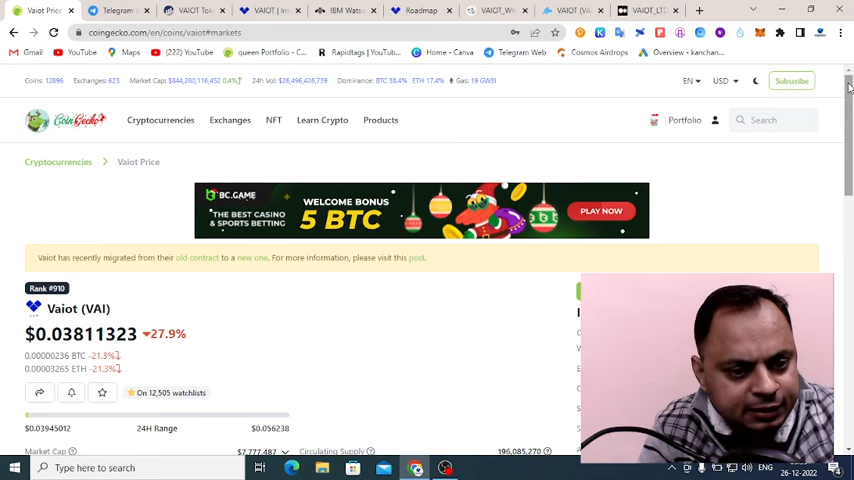 Vaiot Price
Telegram
VAIOT Tok
VAIOT | In
IBM Wats
Roadmap
VAIOT_Wh
VAIOT (VA
VAIOT_LTD
coingecko.com/en/coins/vaiot#markets
Gmail
YouTube
Maps
(222) YouTube
queen Portfolio - C...
Rapidtags | YouTub...
Home - Canva
Telegram Web
Cosmos Airdrops
Overview - kanchan...
Coins: 12896 Exchanges: 623 Market Cap: $844,280,116,452 0.4% 24h Vol: $26,496,428,739 Dominance: BTC 38.4% ETH 17.4% Gas: 19 GWEI
EN USD Subscribe
CoinGecko
Cryptocurrencies Exchanges NFT Learn Crypto Products
Portfolio Search
Cryptocurrencies Vaiot Price
BC.GAME
THE BEST CASINO
& SPORTS BETTING
WELCOME BONUS
5 BTC
PLAY NOW
Vaiot has recently migrated from their old contract to a new one. For more information, please visit this post.
Rank #910
Vaiot (VAI)
$0.03811323 27.9%
0.00000236 BTC -21.3%
0.00003265 ETH -21.3%
On 12,505 watchlists
$0.03945012 24H Range $0.056238
Market Cap $7,777,487 Circulating Supply 196,085,270
Type here to search
ENG
26-12-2022
4